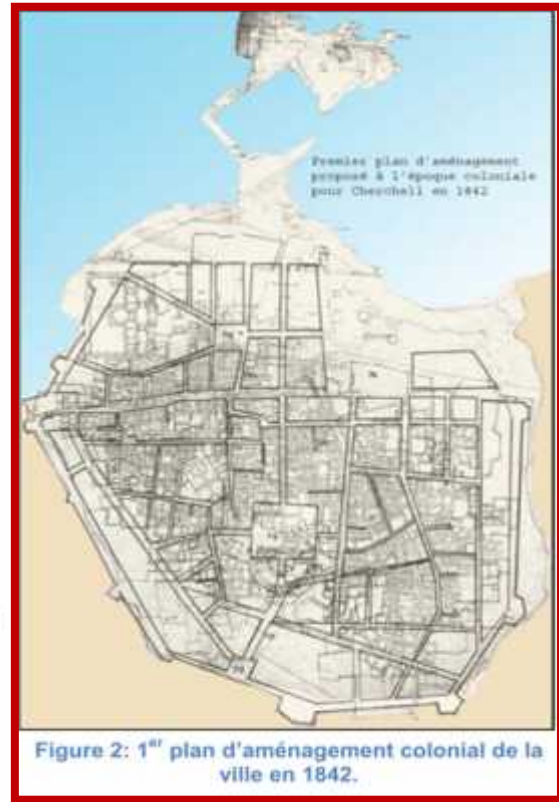 Premier plan d'aménagement
proposé à l'époque coloniale
pour Cherchell en 1842
Figure 2: 1er plan d'aménagement colonial de la
ville en 1842.